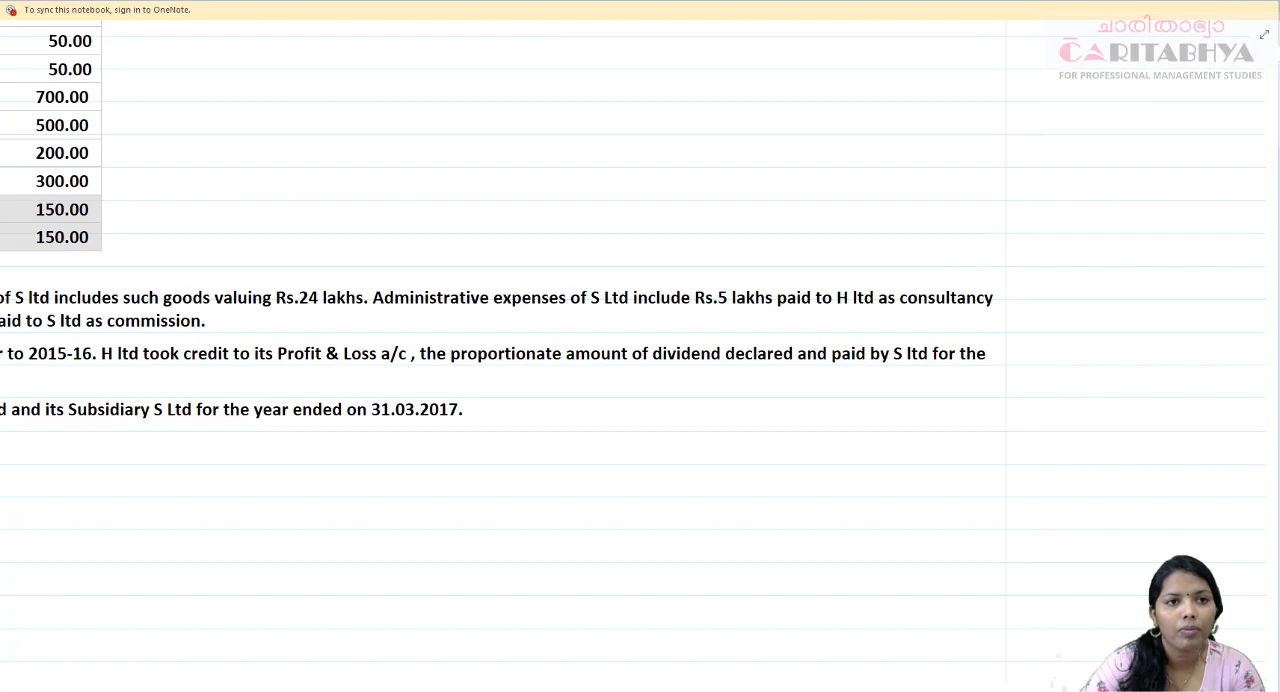 To sync this notebook, sign in to OneNote.
ചാരിതാഭ്യാ
CARITABHYA
FOR PROFESSIONAL MANAGEMENT STUDIES
50.00
50.00
700.00
500.00
200.00
300.00
150.00
150.00
of S ltd includes such goods valuing Rs.24 lakhs. Administrative expenses of S Ltd include Rs.5 lakhs paid to H ltd as consultancy
aid to S ltd as commission.
r to 2015-16. H ltd took credit to its Profit & Loss a/c , the proportionate amount of dividend declared and paid by S ltd for the
d and its Subsidiary S Ltd for the year ended on 31.03.2017.